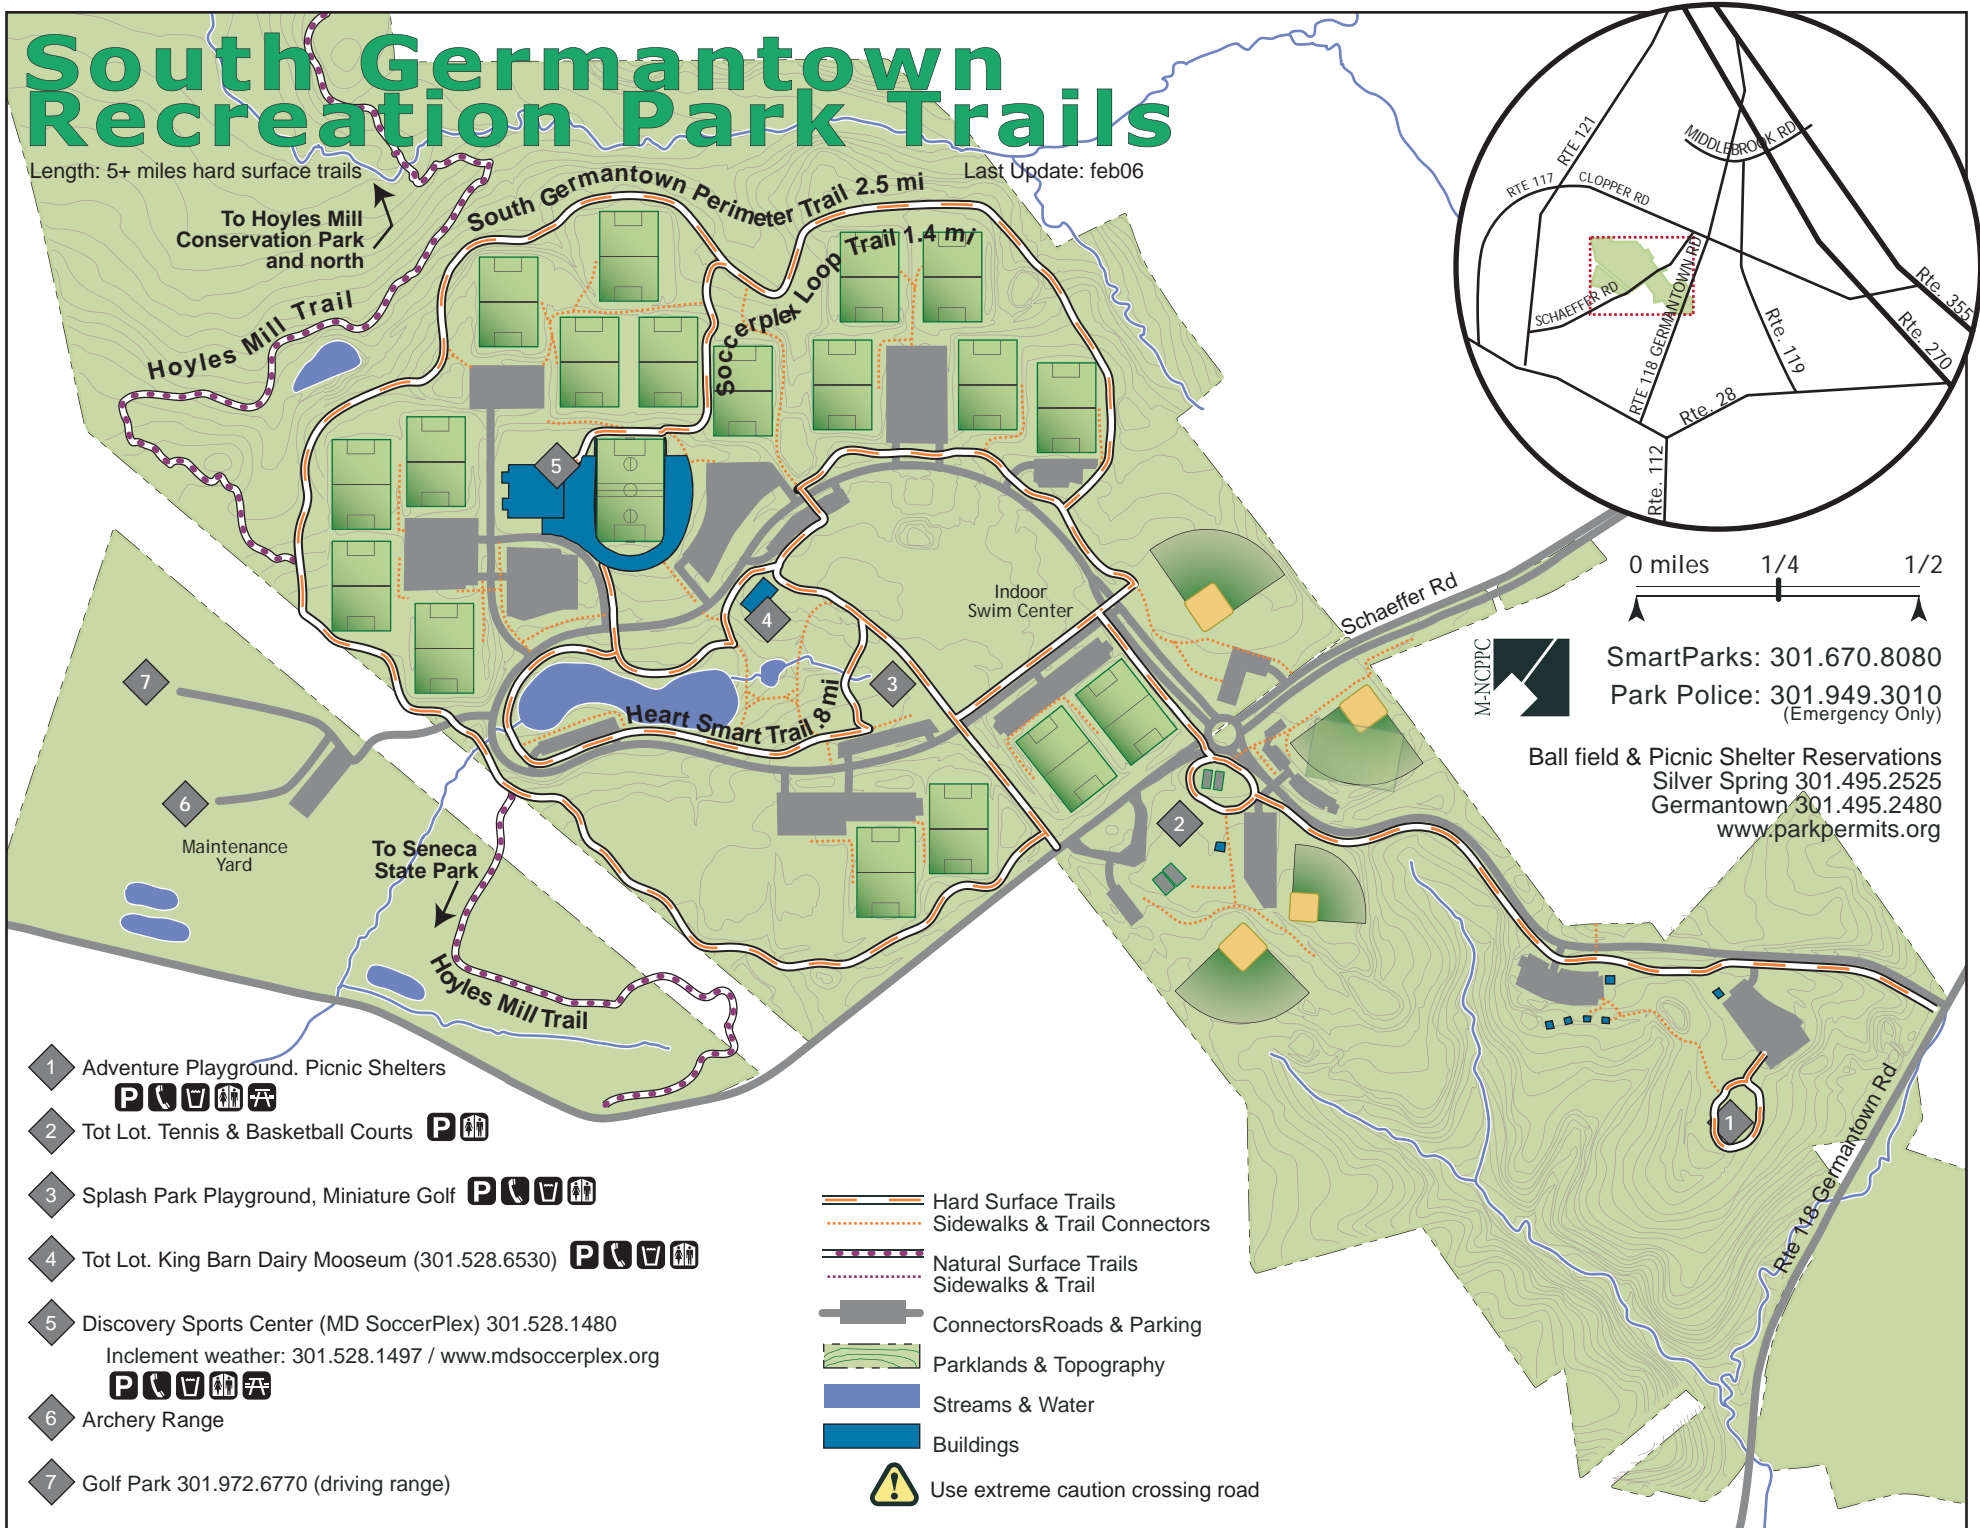 South Germantown
Recreation Park Trails
Length: 5+ miles hard surface trails
Last Update: feb06
To Hoyles Mill
Conservation Park
and north
South Germantown Perimeter Trail 2.5 mi
Soccerplex Loop Trail 1.4 mi
Hoyles Mill Trail
RTE 121
MIDDLEBROOK RD
RTE 117
CLOPPER RD
SCHAEFFER RD
RTE 118 GERMANTOWN RD
Rte. 355
Rte. 270
Rte. 119
Rte. 28
Rte. 112
5
4
3
7
6
2
1
Indoor
Swim Center
Schaeffer Rd
Heart Smart Trail .8 mi
Maintenance
Yard
To Seneca
State Park
Hoyles Mill Trail
Rte 118 Germantown Rd
0 miles 1/4 1/2
M-NCPPC
SmartParks: 301.670.8080
Park Police: 301.949.3010
(Emergency Only)
Ball field & Picnic Shelter Reservations
Silver Spring 301.495.2525
Germantown 301.495.2480
www.parkpermits.org
1 Adventure Playground. Picnic Shelters
P
2 Tot Lot. Tennis & Basketball Courts P
3 Splash Park Playground, Miniature Golf P
4 Tot Lot. King Barn Dairy Mooseum (301.528.6530) P
5 Discovery Sports Center (MD SoccerPlex) 301.528.1480
Inclement weather: 301.528.1497 / www.mdsoccerplex.org
P
6 Archery Range
7 Golf Park 301.972.6770 (driving range)
Hard Surface Trails
Sidewalks & Trail Connectors
Natural Surface Trails
Sidewalks & Trail
ConnectorsRoads & Parking
Parklands & Topography
Streams & Water
Buildings
! Use extreme caution crossing road